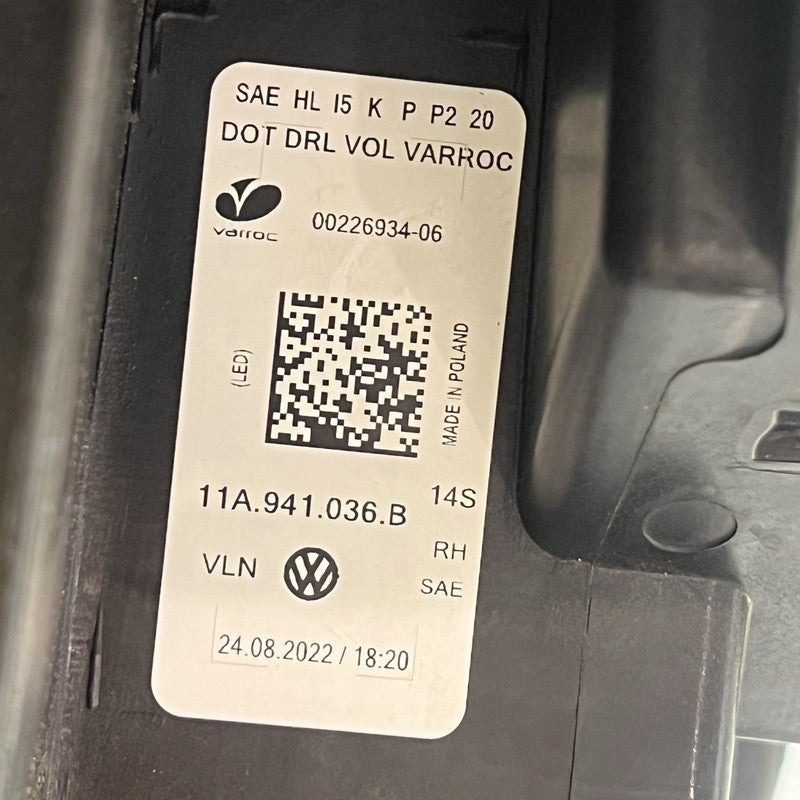 SAE HL I5 K P P2 20
DOT DRL VOL VARROC
varroc
00226934-06
(LED)
MADE IN POLAND
11A.941.036.B 14S
RH
VLN
SAE
24.08.2022 / 18:20